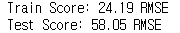 Train Score: 24.19 RMSE
Test Score: 58.05 RMSE